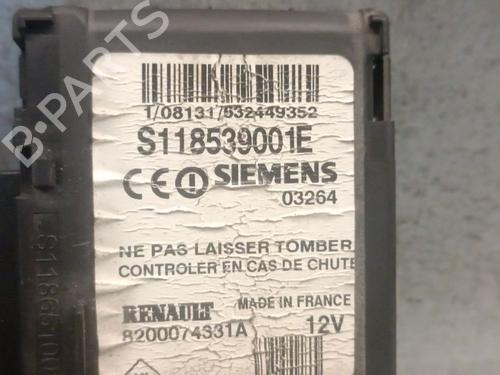 1/08131/532449352
S118539001E
CE SIEMENS
03264
NE PAS LAISSER TOMBER
CONTROLER EN CAS DE CHUTE
RENAULT MADE IN FRANCE
8200074331A 12V
B-PARTS